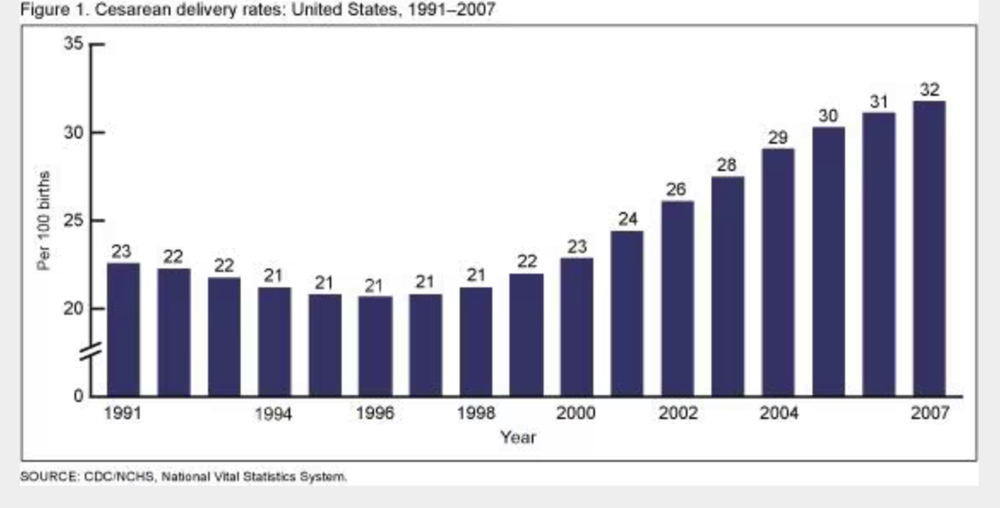 Figure 1. Cesarean delivery rates: United States, 1991–2007
35
30
25
20
0
Per 100 births
23 22 22 21 21 21 21 21 22 23 24 26 28 29 30 31 32
1991 1994 1996 1998 2000 2002 2004 2007
Year
SOURCE: CDC/NCHS, National Vital Statistics System.